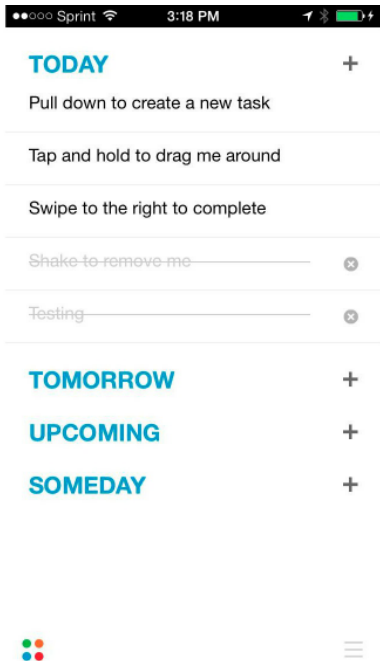 Sprint 3:18 PM
TODAY
Pull down to create a new task
Tap and hold to drag me around
Swipe to the right to complete
Shake to remove me
Testing
TOMORROW
UPCOMING
SOMEDAY